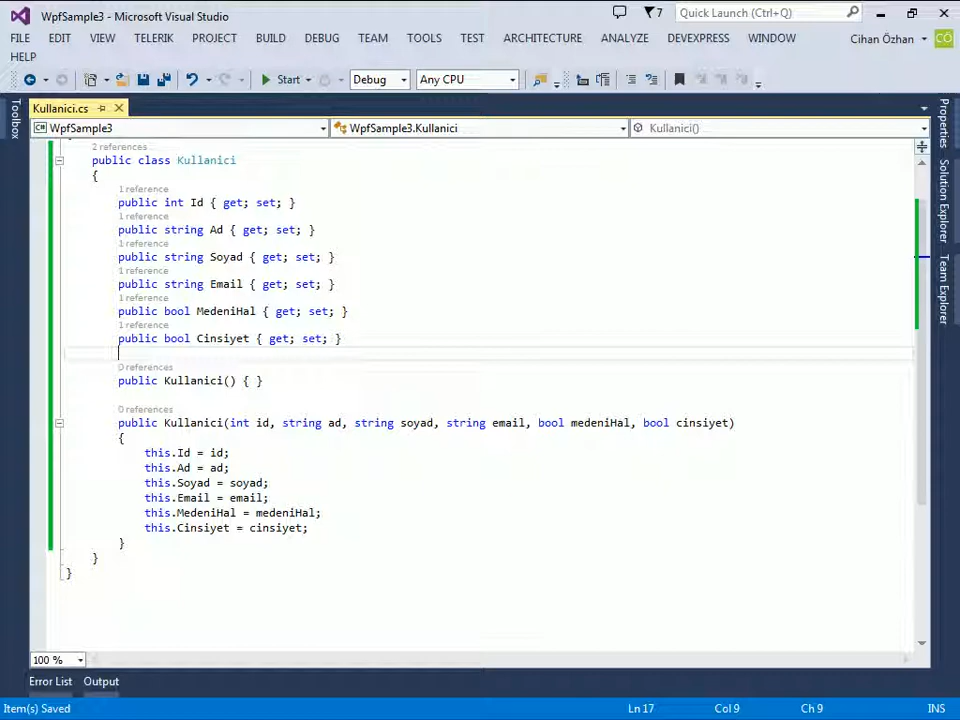 WpfSample3 - Microsoft Visual Studio
7
Quick Launch (Ctrl+Q)
FILE EDIT VIEW TELERIK PROJECT BUILD DEBUG TEAM TOOLS TEST ARCHITECTURE ANALYZE DEVEXPRESS WINDOW
Cihan Özhan CÖ
HELP
Start Debug Any CPU
Toolbox
Kullanici.cs
WpfSample3 WpfSample3.Kullanici Kullanici()
2 references
public class Kullanici
{
1 reference
public int Id { get; set; }
1 reference
public string Ad { get; set; }
1 reference
public string Soyad { get; set; }
1 reference
public string Email { get; set; }
1 reference
public bool MedeniHal { get; set; }
1 reference
public bool Cinsiyet { get; set; }
0 references
public Kullanici() { }
0 references
public Kullanici(int id, string ad, string soyad, string email, bool medeniHal, bool cinsiyet)
{
this.Id = id;
this.Ad = ad;
this.Soyad = soyad;
this.Email = email;
this.MedeniHal = medeniHal;
this.Cinsiyet = cinsiyet;
}
}
}
Properties
Solution Explorer
Team Explorer
100 %
Error List Output
Item(s) Saved Ln 17 Col 9 Ch 9 INS